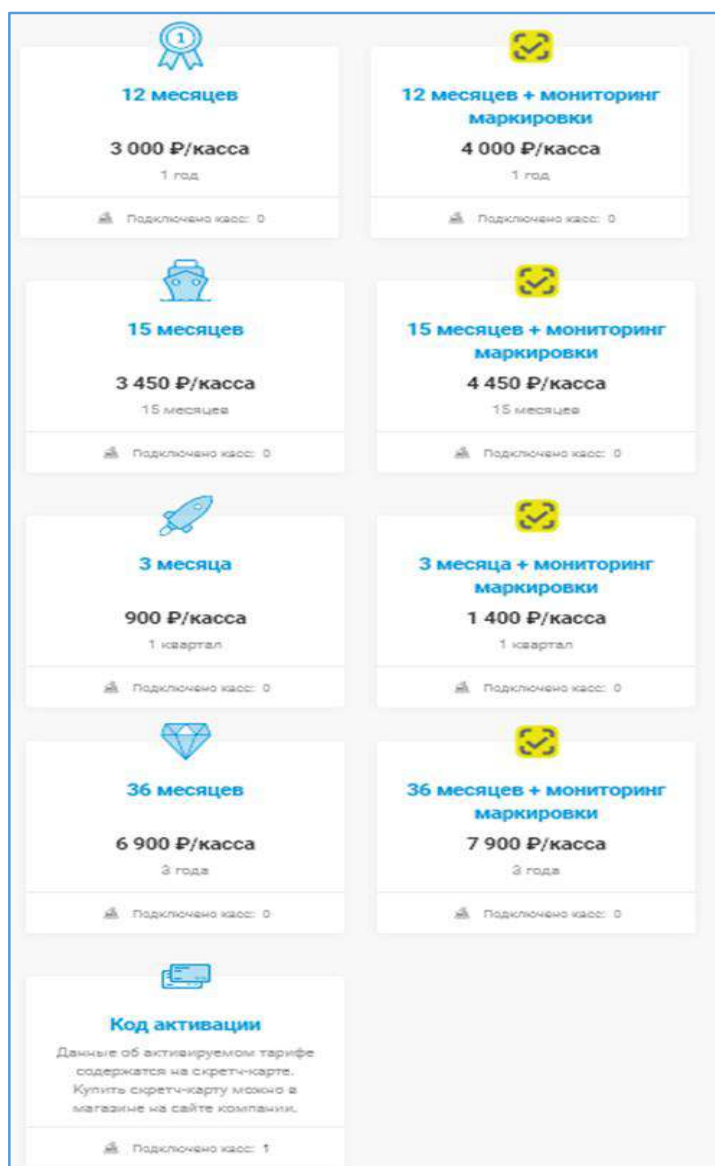 1
12 месяцев
3 000 ₽/касса
1 год
Подключено касс: 0
12 месяцев + мониторинг
маркировки
4 000 ₽/касса
1 год
Подключено касс: 0
15 месяцев
3 450 ₽/касса
15 месяцев
Подключено касс: 0
15 месяцев + мониторинг
маркировки
4 450 ₽/касса
15 месяцев
Подключено касс: 0
3 месяца
900 ₽/касса
1 квартал
Подключено касс: 0
3 месяца + мониторинг
маркировки
1 400 ₽/касса
1 квартал
Подключено касс: 0
36 месяцев
6 900 ₽/касса
3 года
Подключено касс: 0
36 месяцев + мониторинг
маркировки
7 900 ₽/касса
3 года
Подключено касс: 0
Код активации
Данные об активируемом тарифе
содержатся на скретч-карте.
Купить скретч-карту можно в
магазине на сайте компании.
Подключено касс: 1